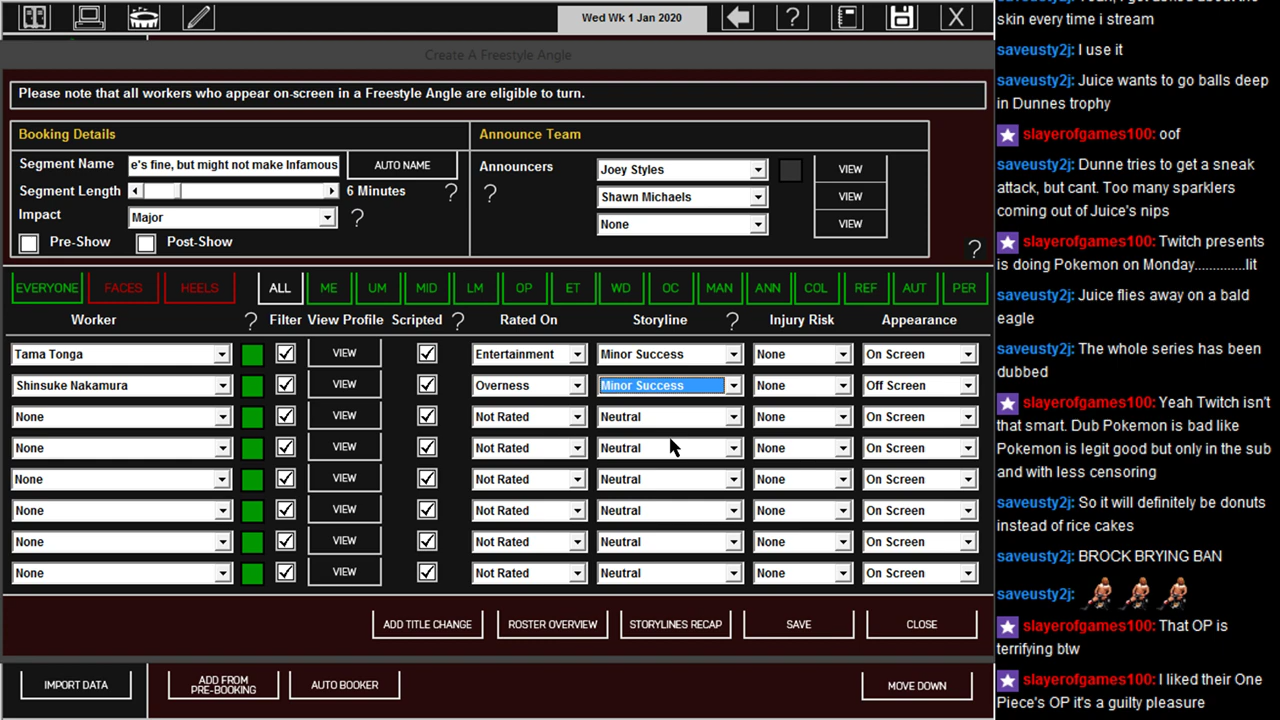 Wed Wk 1 Jan 2020
Create A Freestyle Angle
Please note that all workers who appear on-screen in a Freestyle Angle are eligible to turn.
Booking Details
Segment Name
e's fine, but might not make Infamous
AUTO NAME
Segment Length
6 Minutes
?
Impact
Major
?
Pre-Show
Post-Show
Announce Team
Announcers
?
Joey Styles
VIEW
Shawn Michaels
VIEW
None
VIEW
?
EVERYONE FACES HEELS ALL ME UM MID LM OP ET WD OC MAN ANN COL REF AUT PER
Worker ? Filter View Profile Scripted ? Rated On Storyline ? Injury Risk Appearance
Tama Tonga VIEW Entertainment Minor Success None On Screen
Shinsuke Nakamura VIEW Overness Minor Success None Off Screen
None VIEW Not Rated Neutral None On Screen
None VIEW Not Rated Neutral None On Screen
None VIEW Not Rated Neutral None On Screen
None VIEW Not Rated Neutral None On Screen
None VIEW Not Rated Neutral None On Screen
None VIEW Not Rated Neutral None On Screen
ADD TITLE CHANGE ROSTER OVERVIEW STORYLINES RECAP SAVE CLOSE
IMPORT DATA
ADD FROM
PRE-BOOKING
AUTO BOOKER
MOVE DOWN
skin every time i stream
saveusty2j: I use it
saveusty2j: Juice wants to go balls deep
in Dunnes trophy
slayerofgames100: oof
saveusty2j: Dunne tries to get a sneak
attack, but cant. Too many sparklers
coming out of Juice's nips
slayerofgames100: Twitch presents
is doing Pokemon on Monday..............lit
saveusty2j: Juice flies away on a bald
eagle
saveusty2j: The whole series has been
dubbed
slayerofgames100: Yeah Twitch isn't
that smart. Dub Pokemon is bad like
Pokemon is legit good but only in the sub
and with less censoring
saveusty2j: So it will definitely be donuts
instead of rice cakes
saveusty2j: BROCK BRYING BAN
saveusty2j:
slayerofgames100: That OP is
terrifying btw
slayerofgames100: I liked their One
Piece's OP it's a guilty pleasure